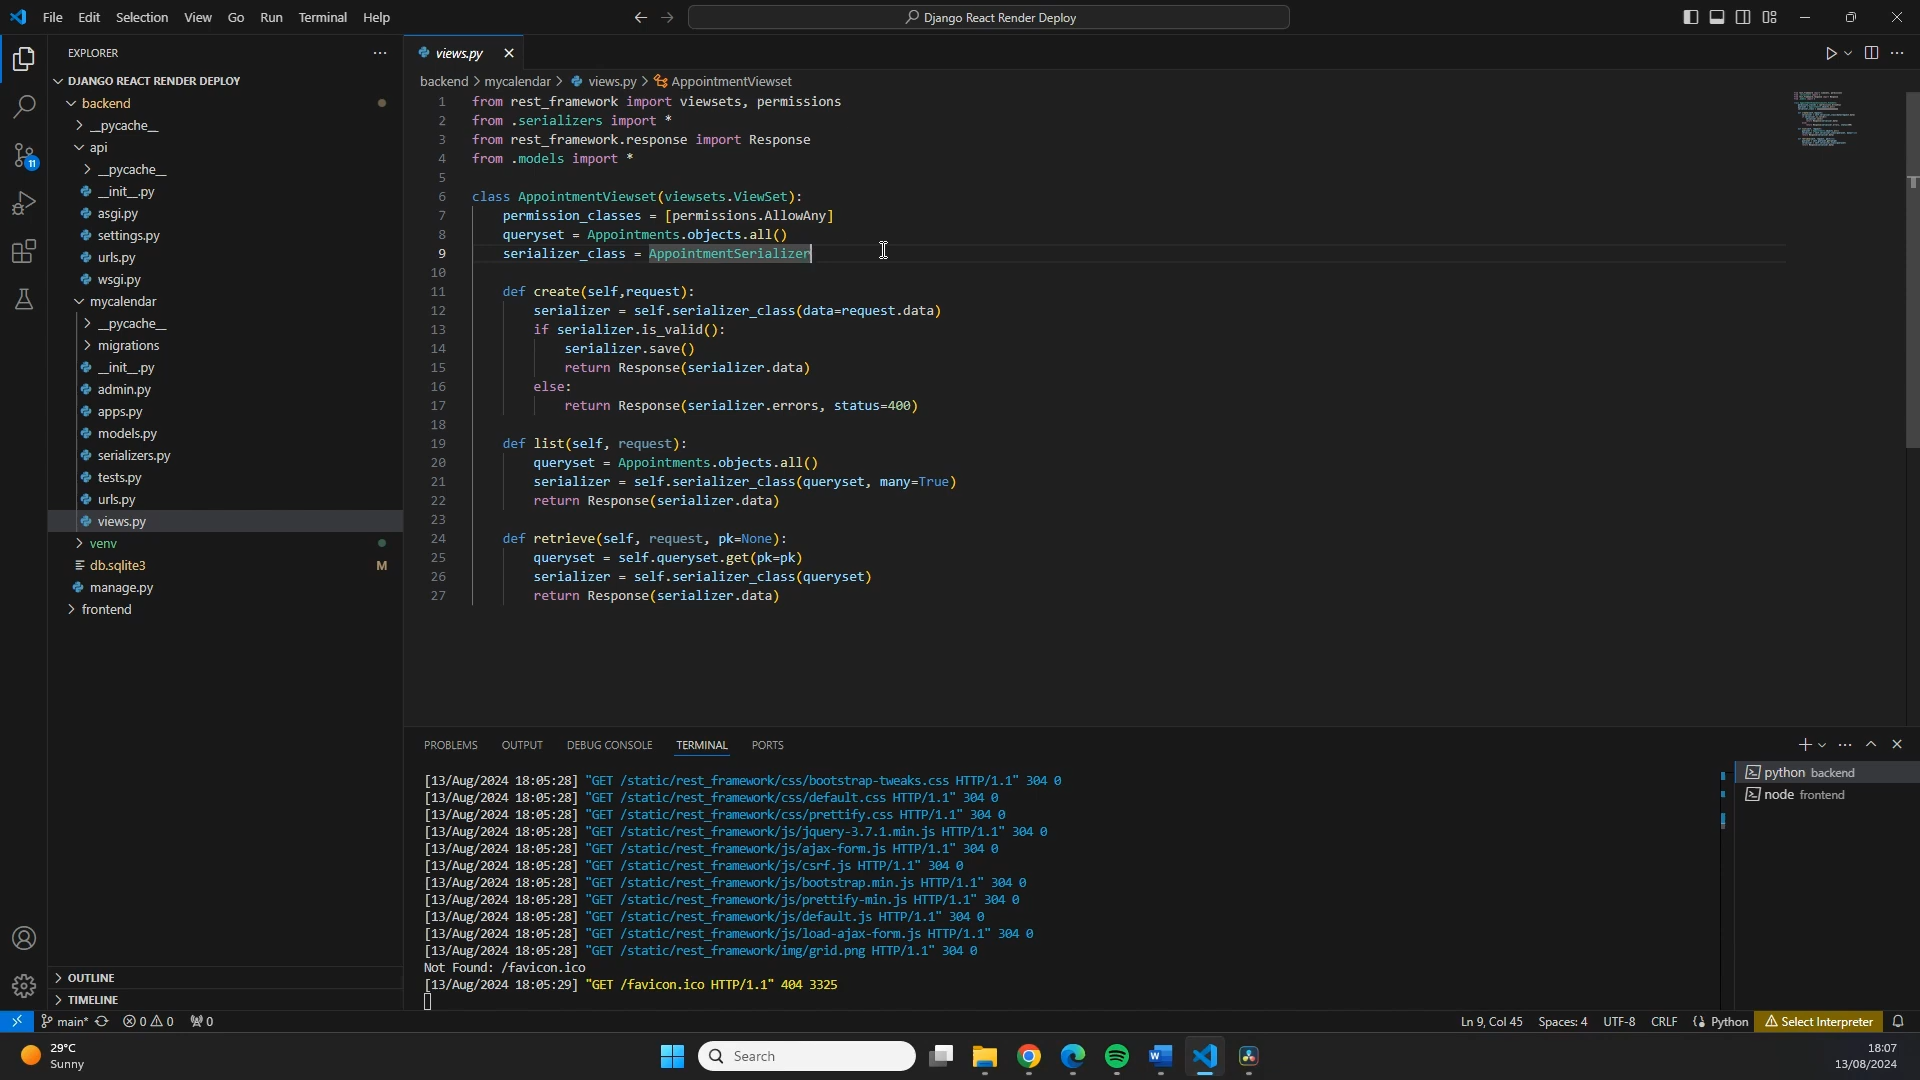 File Edit Selection View Go Run Terminal Help
Django React Render Deploy
EXPLORER
DJANGO REACT RENDER DEPLOY
backend
__pycache__
api
__pycache__
__init__.py
asgi.py
settings.py
urls.py
wsgi.py
mycalendar
__pycache__
migrations
__init__.py
admin.py
apps.py
models.py
serializers.py
tests.py
urls.py
views.py
venv
db.sqlite3 M
manage.py
frontend
OUTLINE
TIMELINE
11
views.py
backend > mycalendar > views.py > AppointmentViewset
1 from rest_framework import viewsets, permissions
2 from .serializers import *
3 from rest_framework.response import Response
4 from .models import *
5
6 class AppointmentViewset(viewsets.ViewSet):
7 permission_classes = [permissions.AllowAny]
8 queryset = Appointments.objects.all()
9 serializer_class = AppointmentSerializer
10
11 def create(self,request):
12 serializer = self.serializer_class(data=request.data)
13 if serializer.is_valid():
14 serializer.save()
15 return Response(serializer.data)
16 else:
17 return Response(serializer.errors, status=400)
18
19 def list(self, request):
20 queryset = Appointments.objects.all()
21 serializer = self.serializer_class(queryset, many=True)
22 return Response(serializer.data)
23
24 def retrieve(self, request, pk=None):
25 queryset = self.queryset.get(pk=pk)
26 serializer = self.serializer_class(queryset)
27 return Response(serializer.data)
PROBLEMS OUTPUT DEBUG CONSOLE TERMINAL PORTS
[13/Aug/2024 18:05:28] "GET /static/rest_framework/css/bootstrap-tweaks.css HTTP/1.1" 304 0
[13/Aug/2024 18:05:28] "GET /static/rest_framework/css/default.css HTTP/1.1" 304 0
[13/Aug/2024 18:05:28] "GET /static/rest_framework/css/prettify.css HTTP/1.1" 304 0
[13/Aug/2024 18:05:28] "GET /static/rest_framework/js/jquery-3.7.1.min.js HTTP/1.1" 304 0
[13/Aug/2024 18:05:28] "GET /static/rest_framework/js/ajax-form.js HTTP/1.1" 304 0
[13/Aug/2024 18:05:28] "GET /static/rest_framework/js/csrf.js HTTP/1.1" 304 0
[13/Aug/2024 18:05:28] "GET /static/rest_framework/js/bootstrap.min.js HTTP/1.1" 304 0
[13/Aug/2024 18:05:28] "GET /static/rest_framework/js/prettify-min.js HTTP/1.1" 304 0
[13/Aug/2024 18:05:28] "GET /static/rest_framework/js/default.js HTTP/1.1" 304 0
[13/Aug/2024 18:05:28] "GET /static/rest_framework/js/load-ajax-form.js HTTP/1.1" 304 0
[13/Aug/2024 18:05:28] "GET /static/rest_framework/img/grid.png HTTP/1.1" 304 0
Not Found: /favicon.ico
[13/Aug/2024 18:05:29] "GET /favicon.ico HTTP/1.1" 404 3325
python backend
node frontend
main* 0 0 0
Ln 9, Col 45 Spaces: 4 UTF-8 CRLF Python Select Interpreter
29°C
Sunny
Search
18:07
13/08/2024